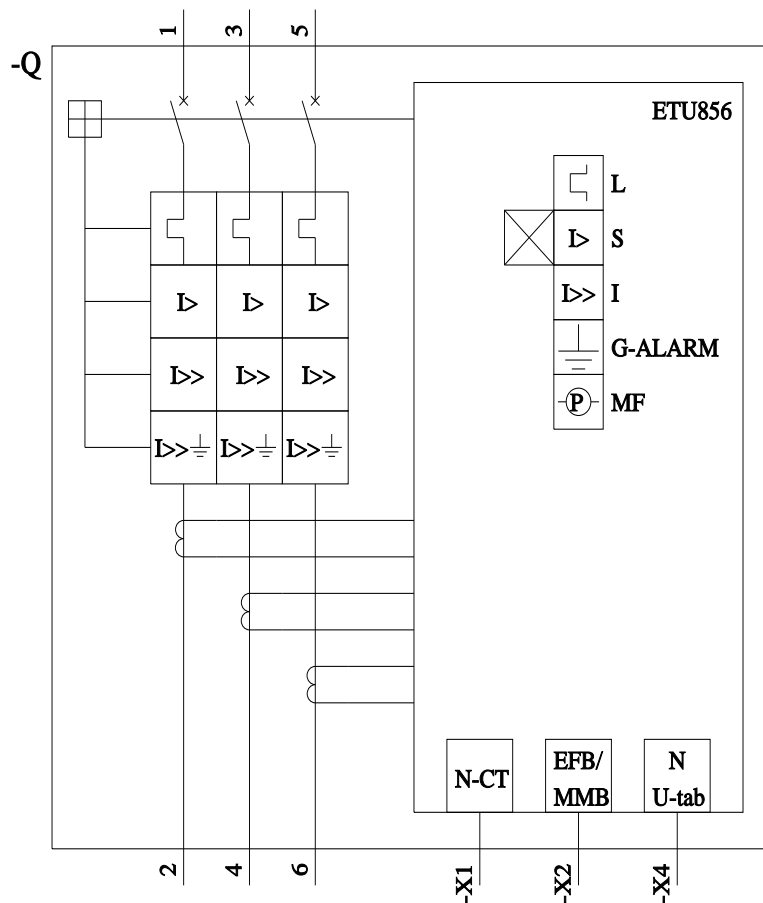 1 3 5
-Q
ETU856
L
I> S
I>> I
G-ALARM
P MF
I> I> I>
I>> I>> I>>
I>> I>> I>>
N-CT
EFB/
MMB
N
U-tab
2 4 6
-X1 -X2 -X4